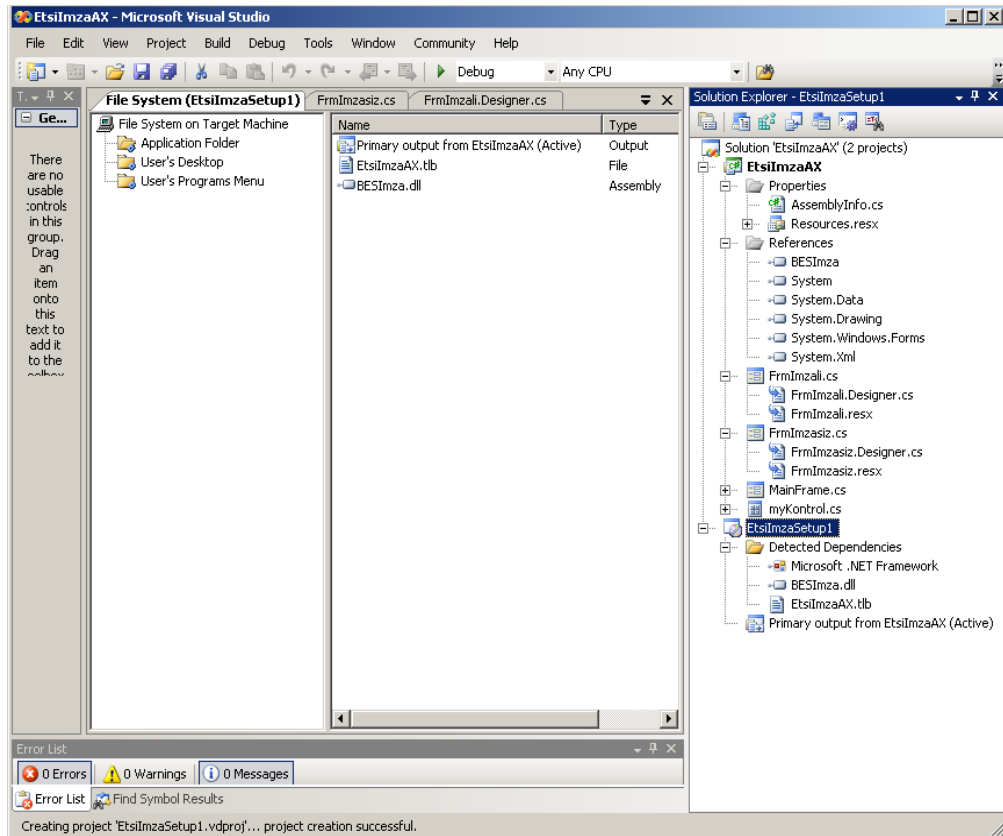 EtsiImzaAX - Microsoft Visual Studio
File Edit View Project Build Debug Tools Window Community Help
Debug Any CPU
T.
Ge...
There
are no
usable
controls
in this
group.
Drag
an
item
onto
this
text to
add it
to the
File System (EtsiImzaSetup1) FrmImzasiz.cs FrmImzali.Designer.cs
File System on Target Machine
Application Folder
User's Desktop
User's Programs Menu
Name Type
Primary output from EtsiImzaAX (Active) Output
EtsiImzaAX.tlb File
BESImza.dll Assembly
Solution Explorer - EtsiImzaSetup1
Solution 'EtsiImzaAX' (2 projects)
EtsiImzaAX
Properties
AssemblyInfo.cs
Resources.resx
References
BESImza
System
System.Data
System.Drawing
System.Windows.Forms
System.Xml
FrmImzali.cs
FrmImzali.Designer.cs
FrmImzali.resx
FrmImzasiz.cs
FrmImzasiz.Designer.cs
FrmImzasiz.resx
MainFrame.cs
myKontrol.cs
EtsiImzaSetup1
Detected Dependencies
Microsoft .NET Framework
BESImza.dll
EtsiImzaAX.tlb
Primary output from EtsiImzaAX (Active)
Error List
0 Errors 0 Warnings 0 Messages
Error List Find Symbol Results
Creating project 'EtsiImzaSetup1.vdproj'... project creation successful.